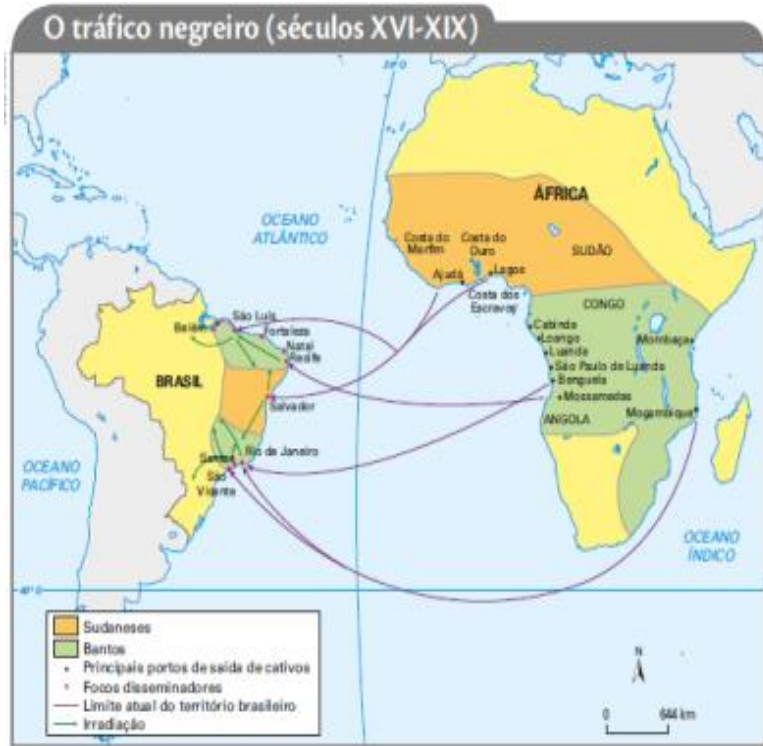 O tráfico negreiro (séculos XVI-XIX)
20° O
OCEANO
ATLÂNTICO
ÁFRICA
Costa do
Marfim
Costa do
Ouro
SUDÃO
Ajudá
Lagos
Costa dos
Escravos
São Luís
Belém
Fortaleza
Natal
Recife
BRASIL
Salvador
Santos
Rio de Janeiro
São
Vicente
OCEANO
PACÍFICO
CONGO
Cabinda
Loango
Mombaça
Luanda
São Paulo de Luanda
Benguela
Mossamedes
ANGOLA
Moçambique
OCEANO
ÍNDICO
Sudaneses
Bantos
Principais portos de saída de cativos
Focos disseminadores
Limite atual do território brasileiro
Irradiação
N
0 644 km